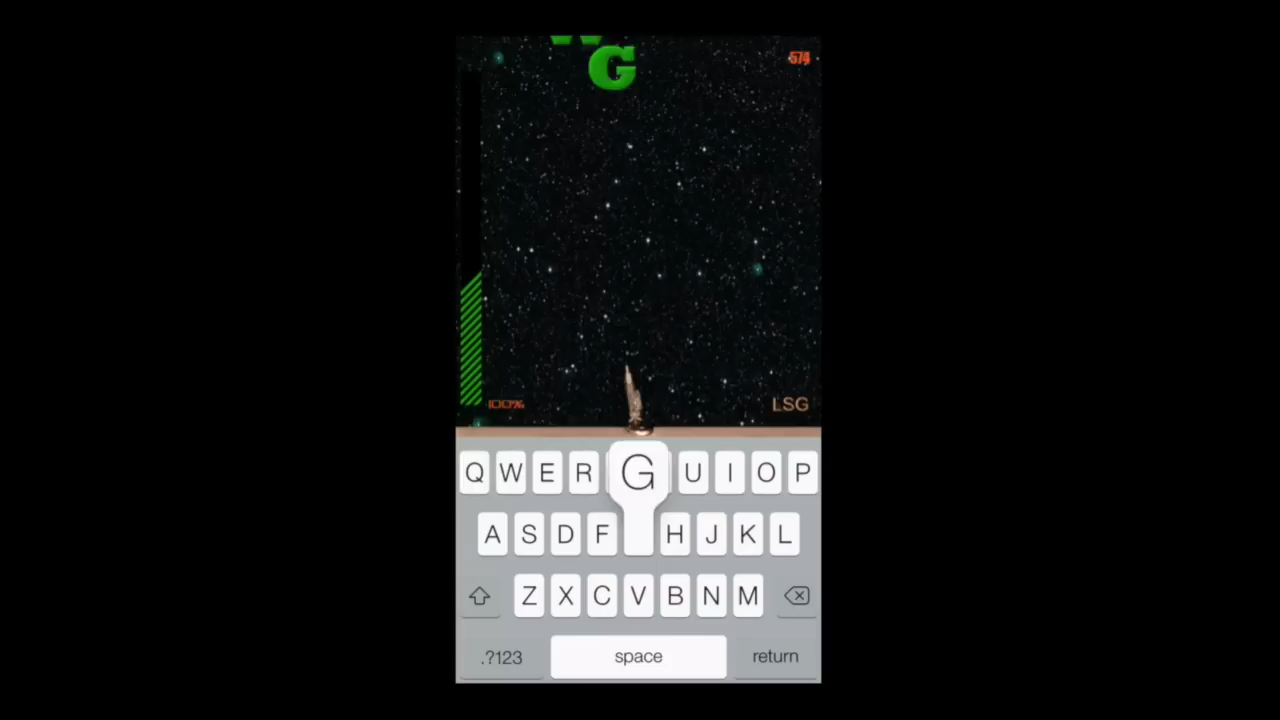 W
G
574
100%
LSG
Q W E R G U I O P
A S D F H J K L
Z X C V B N M
.?123 space return